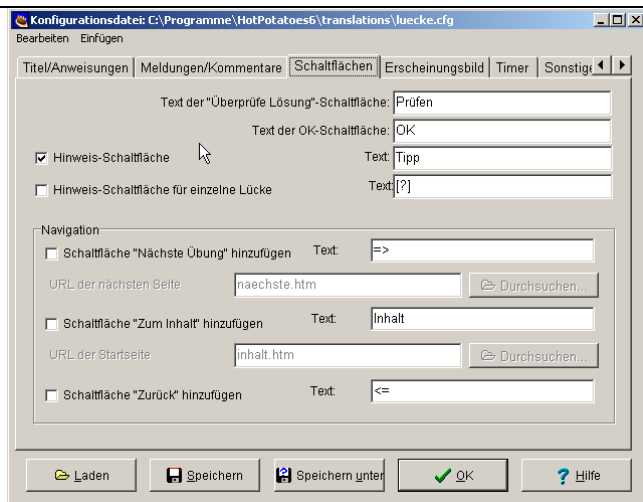 Konfigurationsdatei: C:\Programme\HotPotatoes6\translations\luecke.cfg
Bearbeiten Einfügen
Titel/Anweisungen Meldungen/Kommentare Schaltflächen Erscheinungsbild Timer Sonstige
Text der "Überprüfe Lösung"-Schaltfläche: Prüfen
Text der OK-Schaltfläche: OK
Hinweis-Schaltfläche Text: Tipp
Hinweis-Schaltfläche für einzelne Lücke Text: [?]
Navigation
Schaltfläche "Nächste Übung" hinzufügen Text: =>
URL der nächsten Seite naechste.htm Durchsuchen...
Schaltfläche "Zum Inhalt" hinzufügen Text: Inhalt
URL der Startseite inhalt.htm Durchsuchen...
Schaltfläche "Zurück" hinzufügen Text: <=
Laden Speichern Speichern unter OK Hilfe